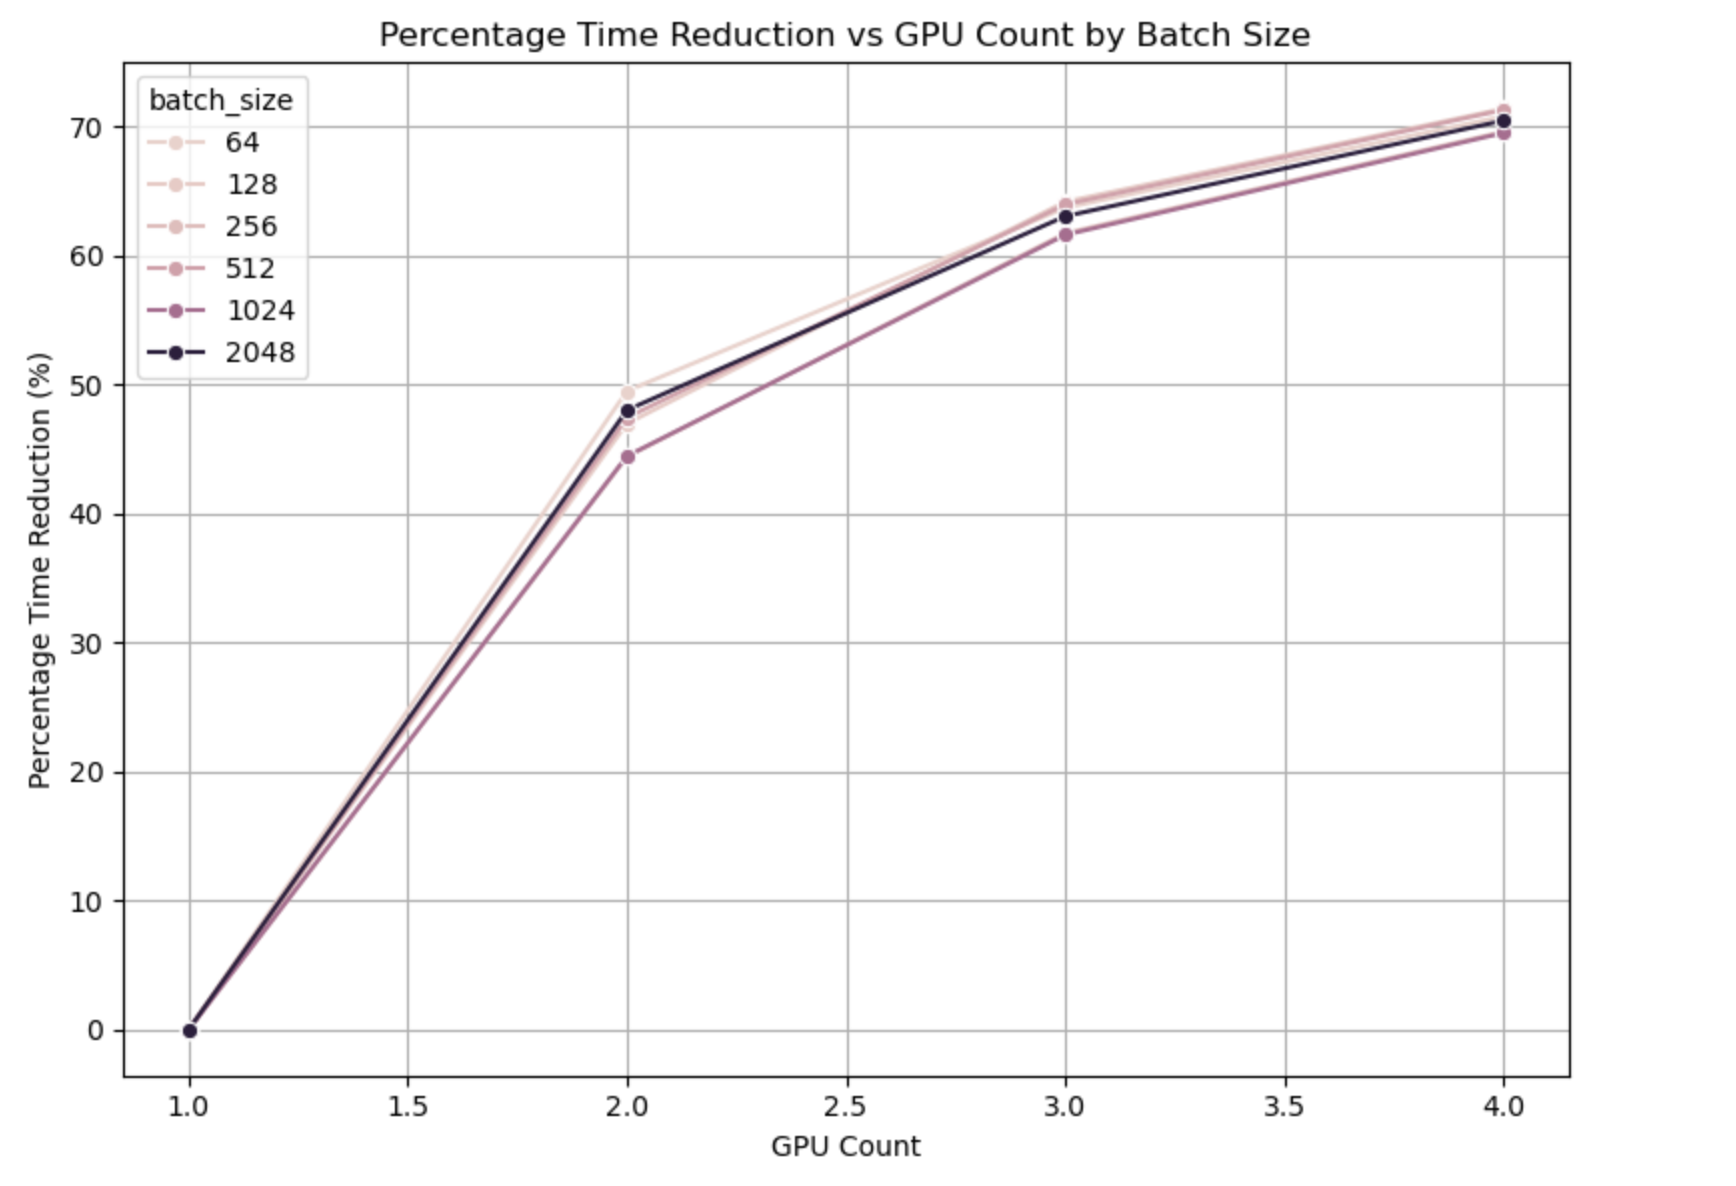 Percentage Time Reduction vs GPU Count by Batch Size
batch_size
64
128
256
512
1024
2048
Percentage Time Reduction (%)
70
60
50
40
30
20
10
0
1.0 1.5 2.0 2.5 3.0 3.5 4.0
GPU Count